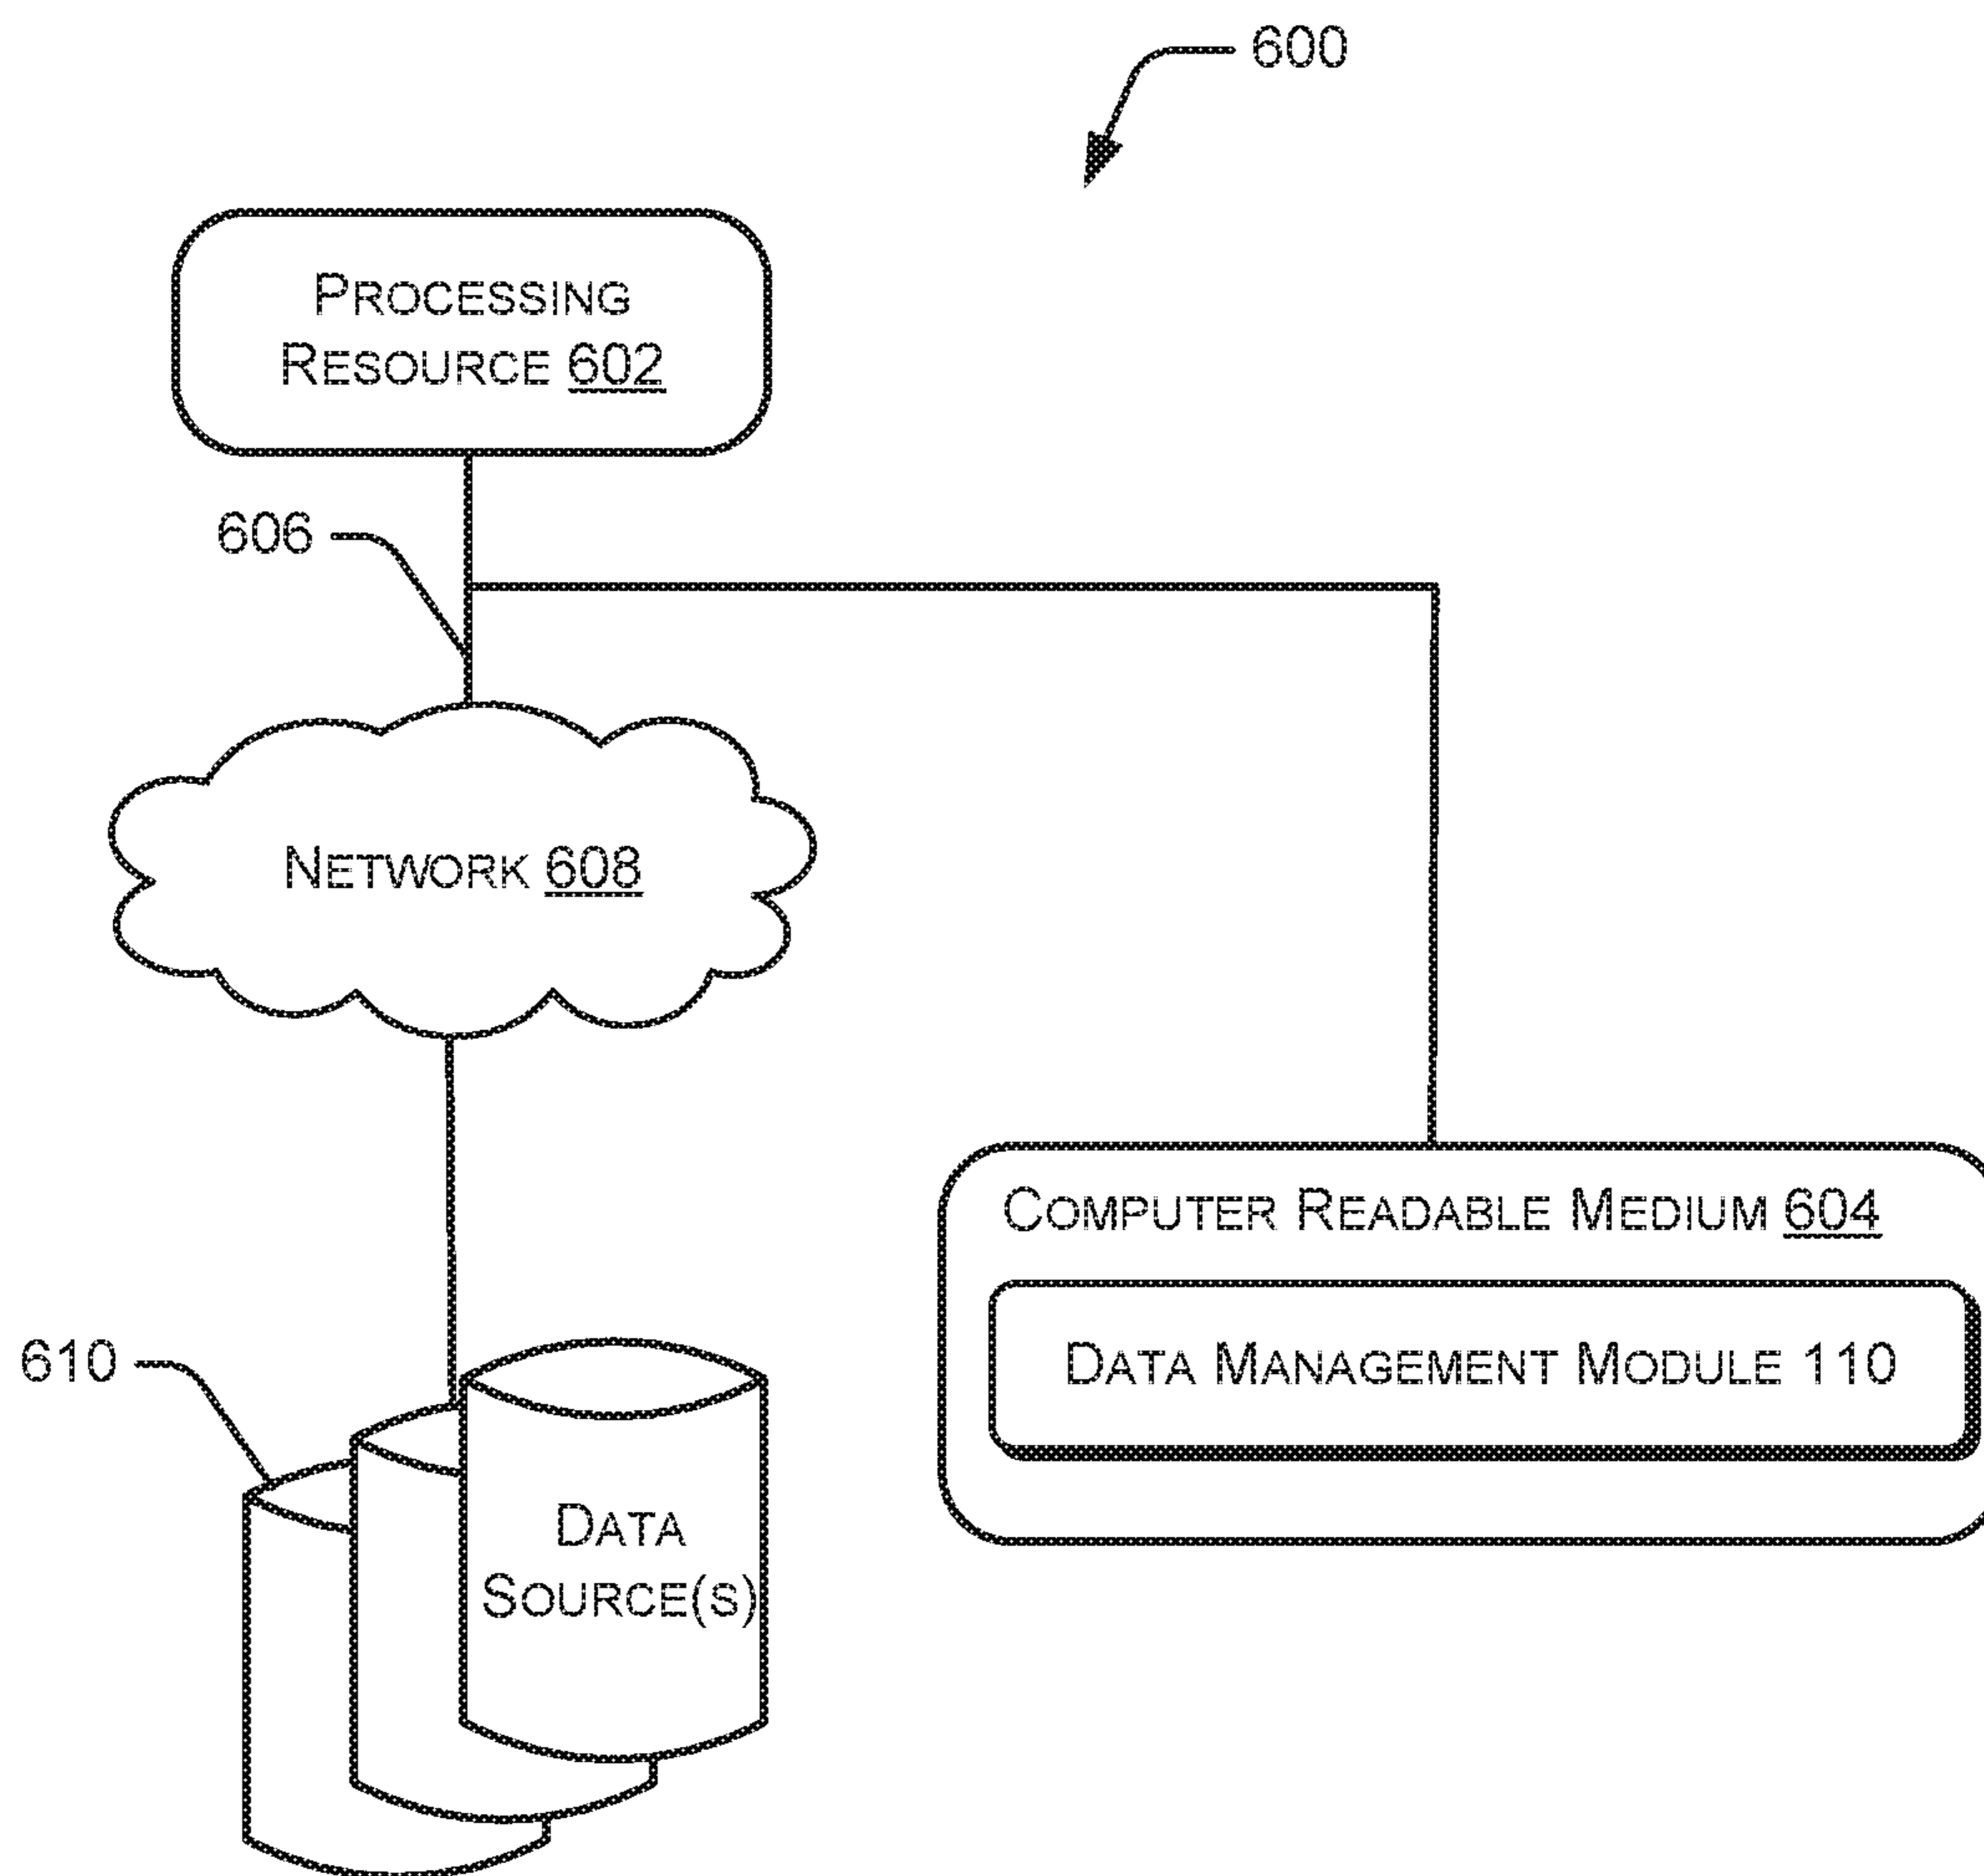 600
PROCESSING
RESOURCE 602
606
NETWORK 608
COMPUTER READABLE MEDIUM 604
DATA MANAGEMENT MODULE 110
610
DATA
SOURCE(S)